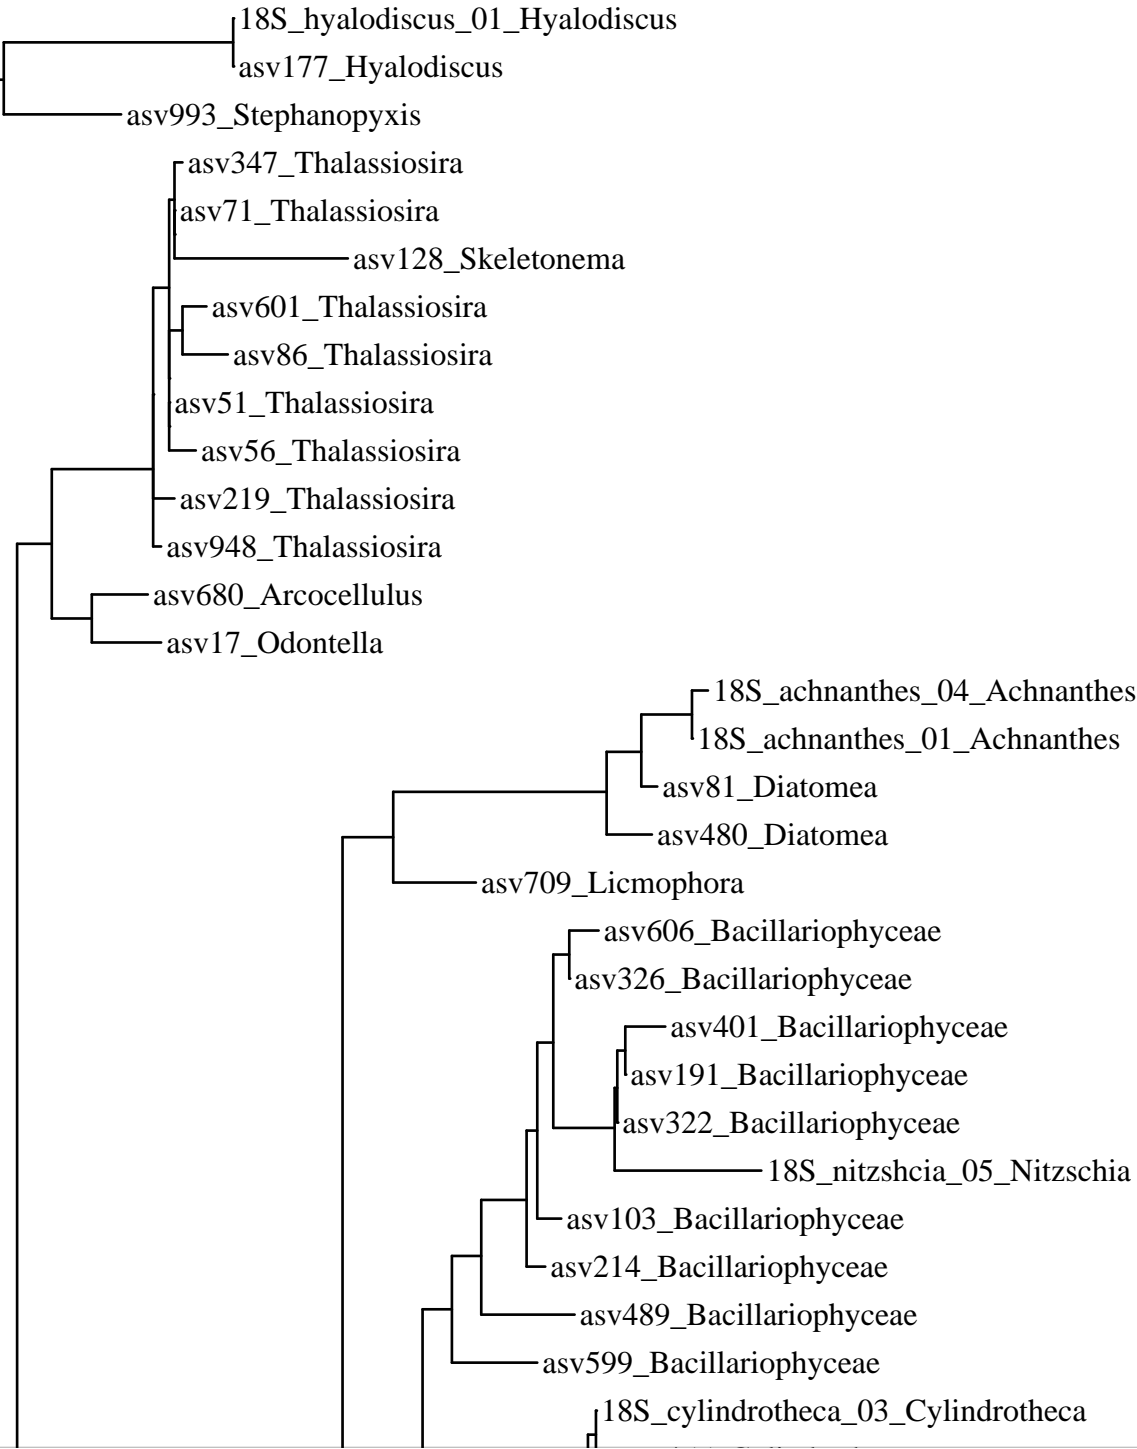 18S_hyalodiscus_01_Hyalodiscus
asv177_Hyalodiscus
asv993_Stephanopyxis
asv347_Thalassiosira
asv71_Thalassiosira
asv128_Skeletonema
asv601_Thalassiosira
asv86_Thalassiosira
asv51_Thalassiosira
asv56_Thalassiosira
asv219_Thalassiosira
asv948_Thalassiosira
asv680_Arcocellulus
asv17_Odontella
18S_achnanthes_04_Achnanthes
18S_achnanthes_01_Achnanthes
asv81_Diatomea
asv480_Diatomea
asv709_Licmophora
asv606_Bacillariophyceae
asv326_Bacillariophyceae
asv401_Bacillariophyceae
asv191_Bacillariophyceae
asv322_Bacillariophyceae
18S_nitzshcia_05_Nitzschia
asv103_Bacillariophyceae
asv214_Bacillariophyceae
asv489_Bacillariophyceae
asv599_Bacillariophyceae
18S_cylindrotheca_03_Cylindrotheca